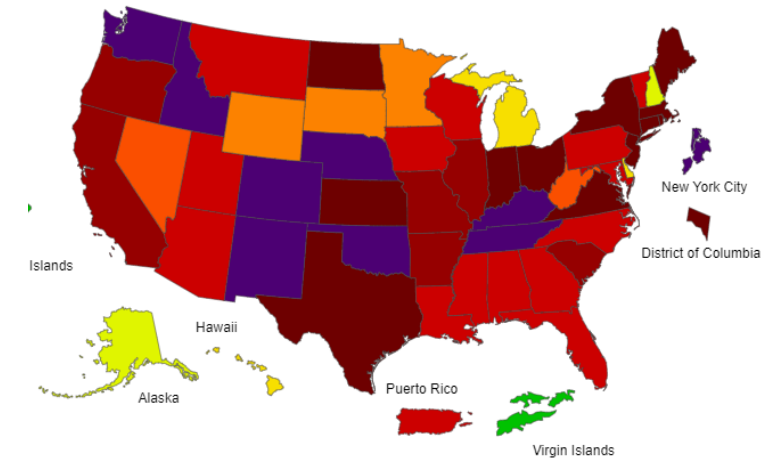 New York City
District of Columbia
Islands
Hawaii
Puerto Rico
Alaska
Virgin Islands